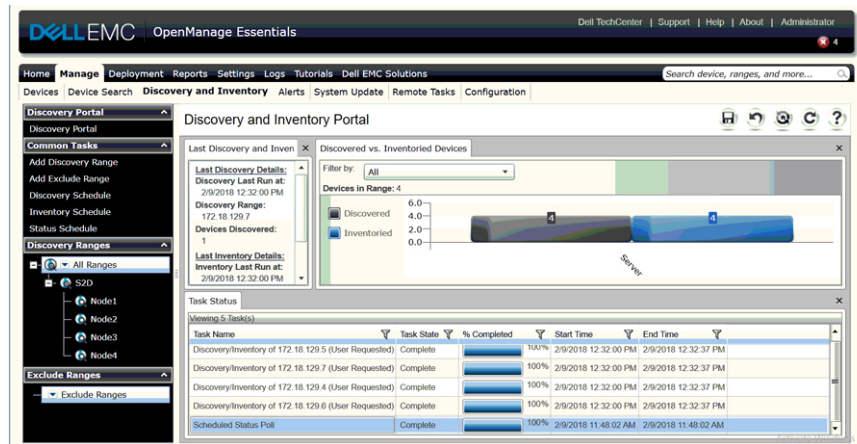 DELL EMC OpenManage Essentials
Dell TechCenter | Support | Help | About | Administrator
4
Home Manage Deployment Reports Settings Logs Tutorials Dell EMC Solutions
Search device, ranges, and more...
Devices Device Search Discovery and Inventory Alerts System Update Remote Tasks Configuration
Discovery Portal
Discovery Portal
Common Tasks
Add Discovery Range
Add Exclude Range
Discovery Schedule
Inventory Schedule
Status Schedule
Discovery Ranges
All Ranges
S2D
Node1
Node2
Node3
Node4
Exclude Ranges
Exclude Ranges
Discovery and Inventory Portal
Last Discovery and Inven
Last Discovery Details:
Discovery Last Run at:
2/9/2018 12:32:00 PM
Discovery Range:
172.18.129.7
Devices Discovered:
1
Last Inventory Details:
Inventory Last Run at:
2/9/2018 12:32:00 PM
Discovered vs. Inventoried Devices
Filter by: All
Devices in Range: 4
Discovered
Inventoried
6.0
4.0
2.0
0.0
4
4
Server
Task Status
Viewing 5 Task(s)
Task Name Task State % Completed Start Time End Time
Discovery/Inventory of 172.18.129.5 (User Requested) Complete 100% 2/9/2018 12:32:00 PM 2/9/2018 12:32:37 PM
Discovery/Inventory of 172.18.129.7 (User Requested) Complete 100% 2/9/2018 12:32:00 PM 2/9/2018 12:32:37 PM
Discovery/Inventory of 172.18.129.4 (User Requested) Complete 100% 2/9/2018 12:32:00 PM 2/9/2018 12:32:37 PM
Discovery/Inventory of 172.18.129.6 (User Requested) Complete 100% 2/9/2018 12:32:00 PM 2/9/2018 12:32:37 PM
Scheduled Status Poll Complete 100% 2/9/2018 11:48:02 AM 2/9/2018 11:48:02 AM